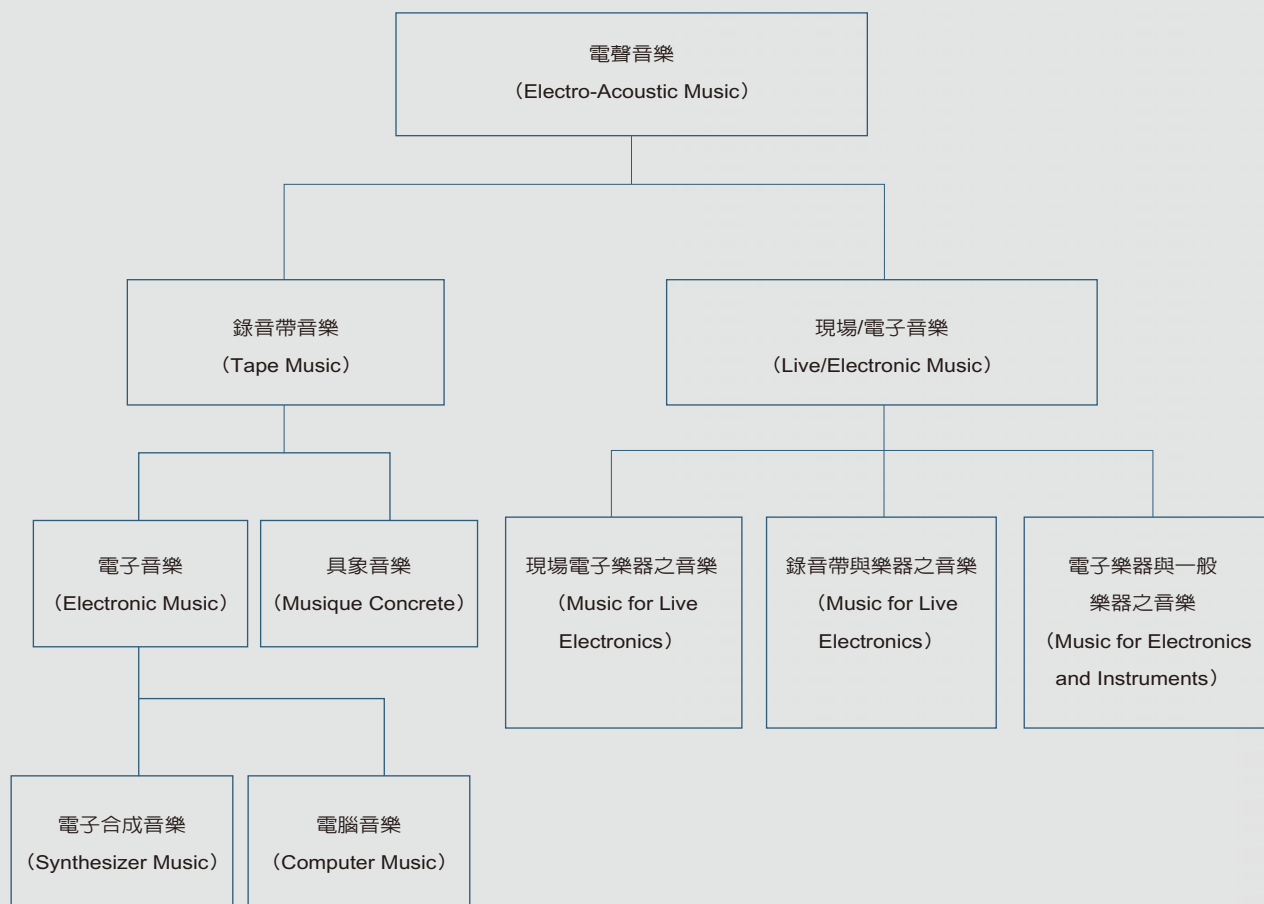 電聲音樂
（Electro-Acoustic Music）
錄音帶音樂
（Tape Music）
現場/電子音樂
（Live/Electronic Music）
電子音樂
（Electronic Music）
具象音樂
（Musique Concrete）
現場電子樂器之音樂
（Music for Live
Electronics）
錄音帶與樂器之音樂
（Music for Live
Electronics）
電子樂器與一般
樂器之音樂
（Music for Electronics
and Instruments）
電子合成音樂
（Synthesizer Music）
電腦音樂
（Computer Music）